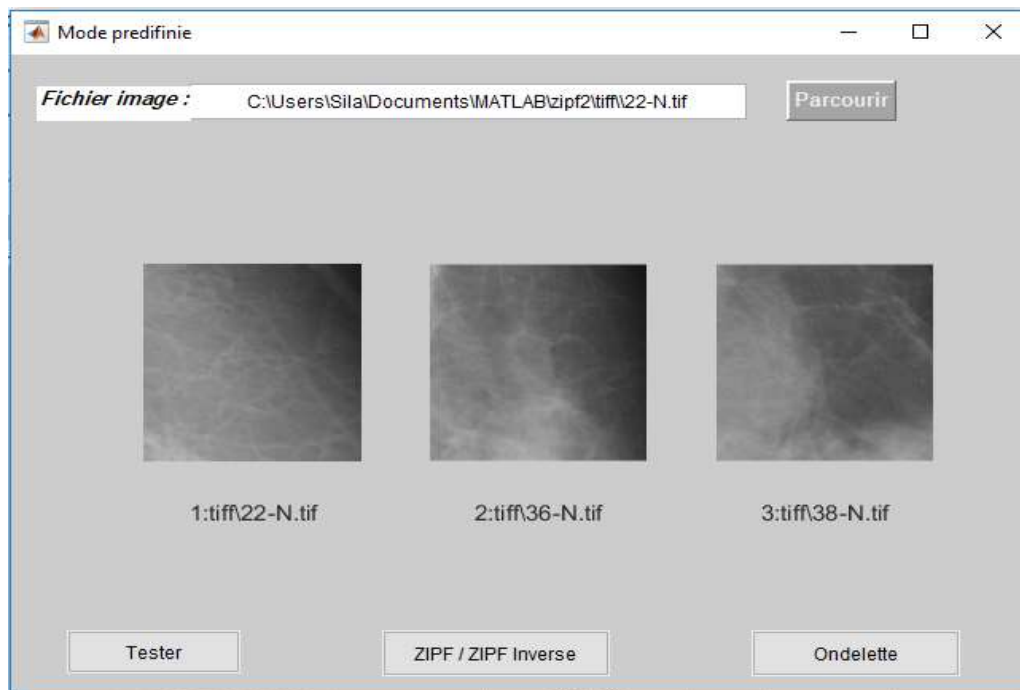 Mode predifinie
Fichier image : C:\Users\Sila\Documents\MATLAB\zipf2\tiff\\22-N.tif Parcourir
1:tiff\22-N.tif 2:tiff\36-N.tif 3:tiff\38-N.tif
Tester ZIPF / ZIPF Inverse Ondelette